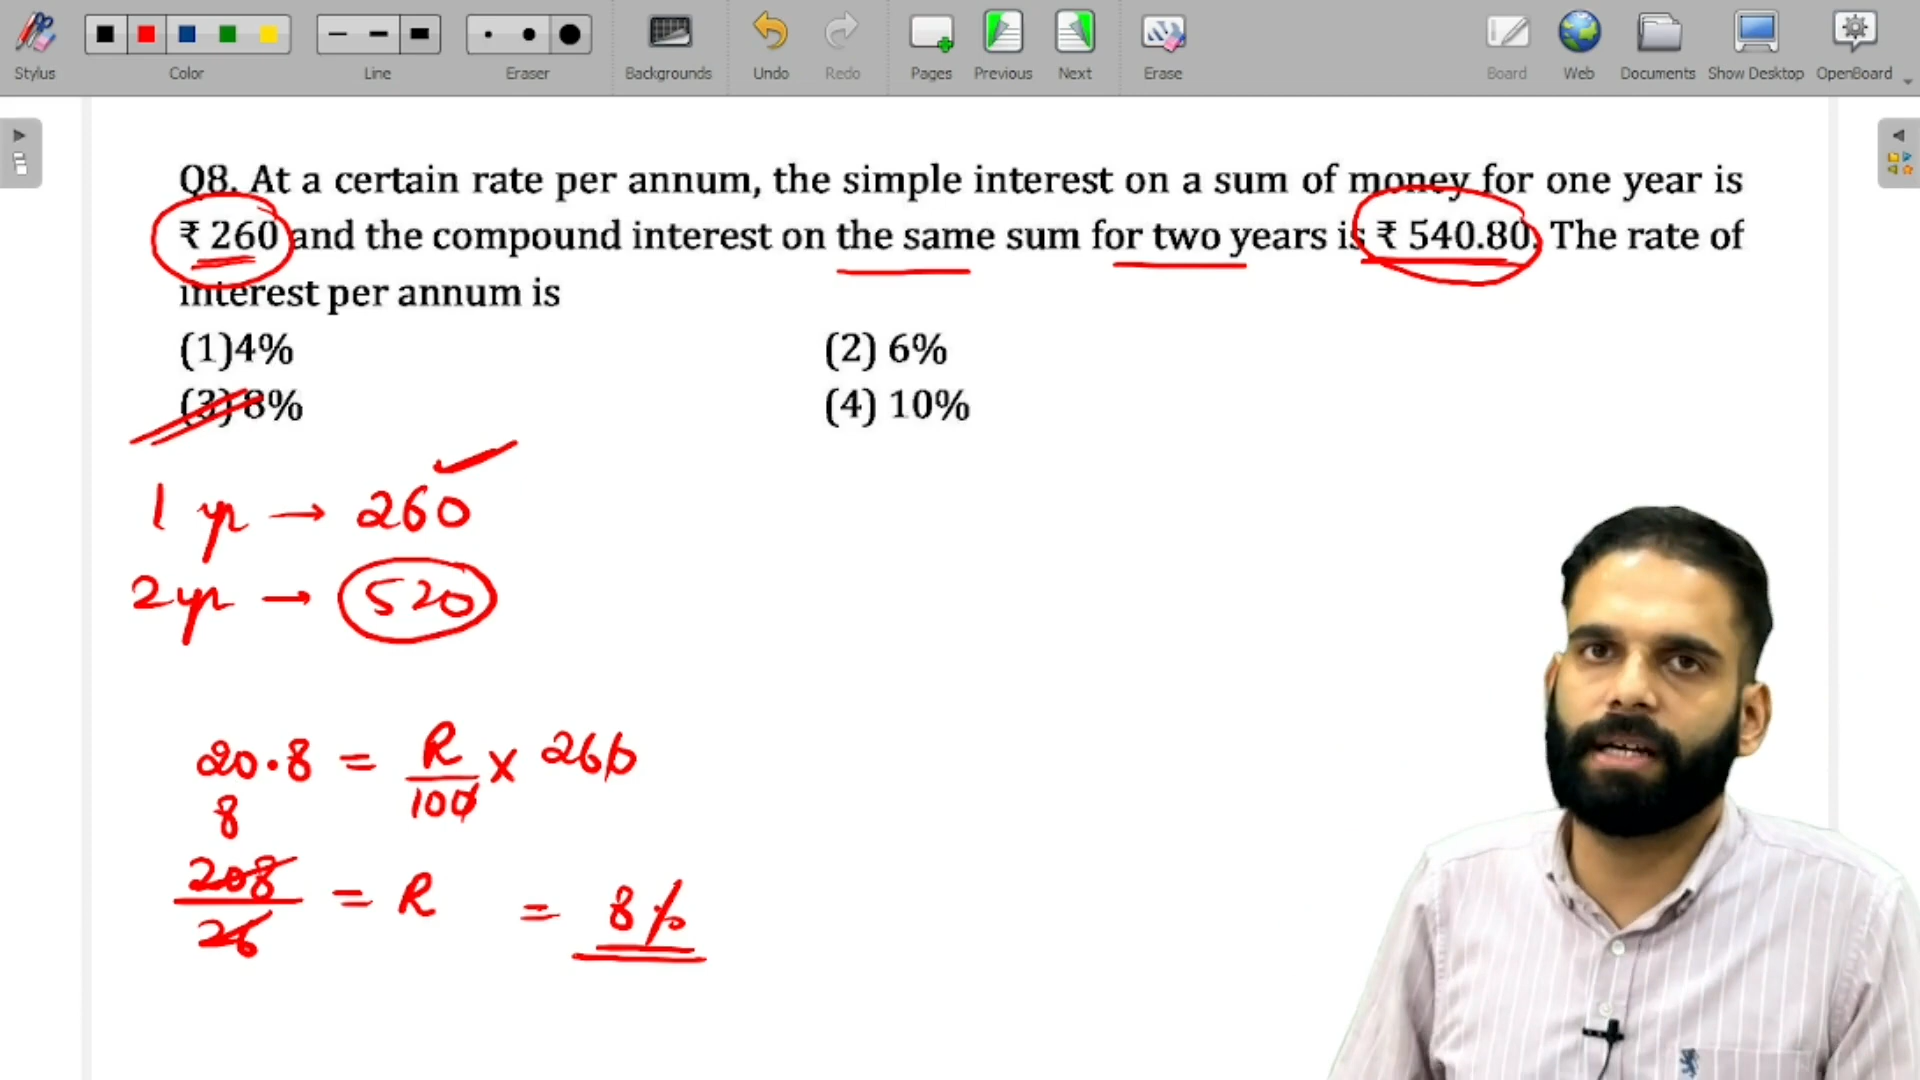 Stylus
Color
Line
Eraser
Backgrounds
Undo
Redo
Pages
Previous
Next
Erase
Board
Web
Documents
Show Desktop
OpenBoard
Q8. At a certain rate per annum, the simple interest on a sum of money for one year is
₹ 260 and the compound interest on the same sum for two years is ₹ 540.80. The rate of
interest per annum is
(1)4%
(2) 6%
(3) 8%
(4) 10%
1 yr → 260
2yr → 520
20.8 = R/100 × 260
8
208/26 = R = 8%